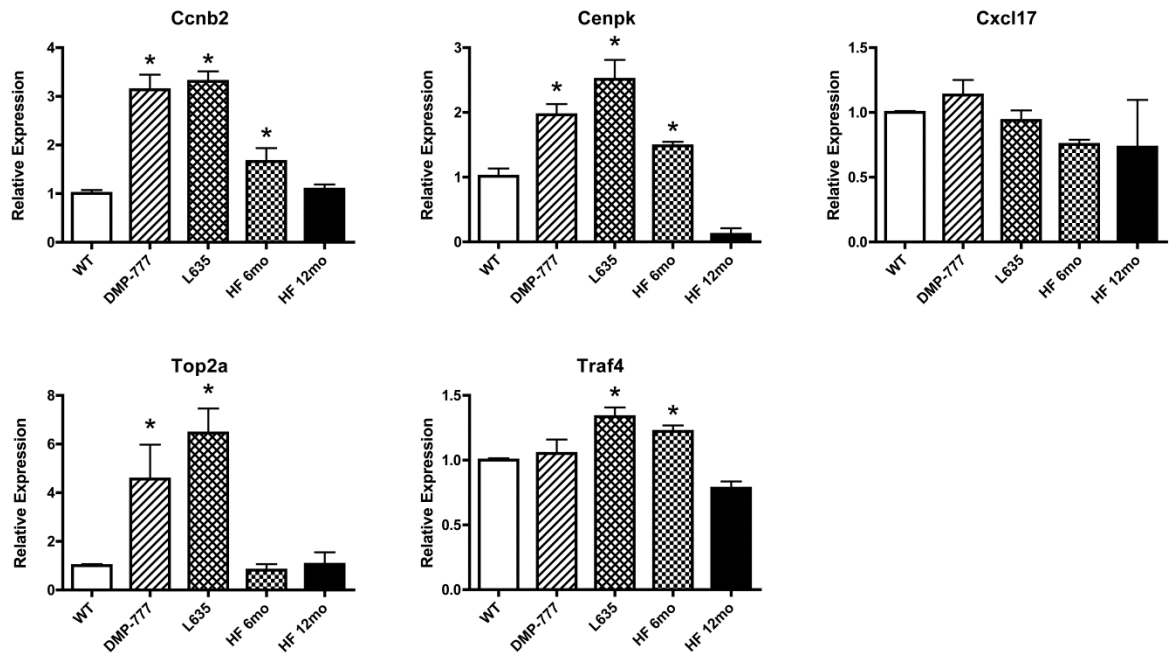 Ccnb2
Relative Expression
4
3
2
1
0
*
*
*
WT
DMP-777
L635
HF 6mo
HF 12mo
Cenpk
Relative Expression
3
2
1
0
*
*
*
WT
DMP-777
L635
HF 6mo
HF 12mo
Cxcl17
Relative Expression
1.5
1.0
0.5
0.0
WT
DMP-777
L635
HF 6mo
HF 12mo
Top2a
Relative Expression
8
6
4
2
0
*
*
WT
DMP-777
L635
HF 6mo
HF 12mo
Traf4
Relative Expression
1.5
1.0
0.5
0.0
*
*
WT
DMP-777
L635
HF 6mo
HF 12mo